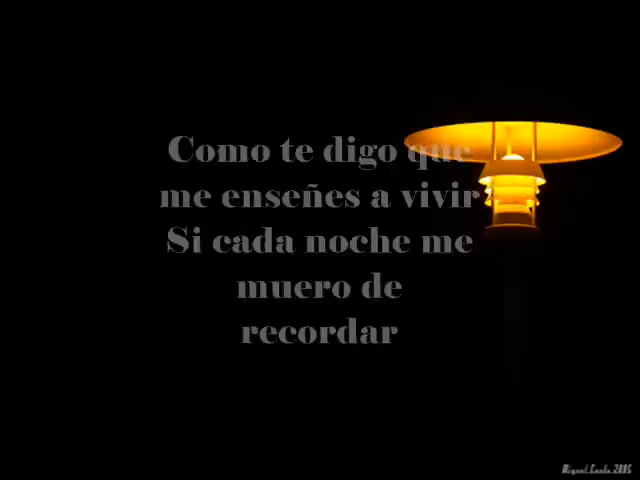 Como te digo que
me enseñes a vivir
Si cada noche me
muero de
recordar